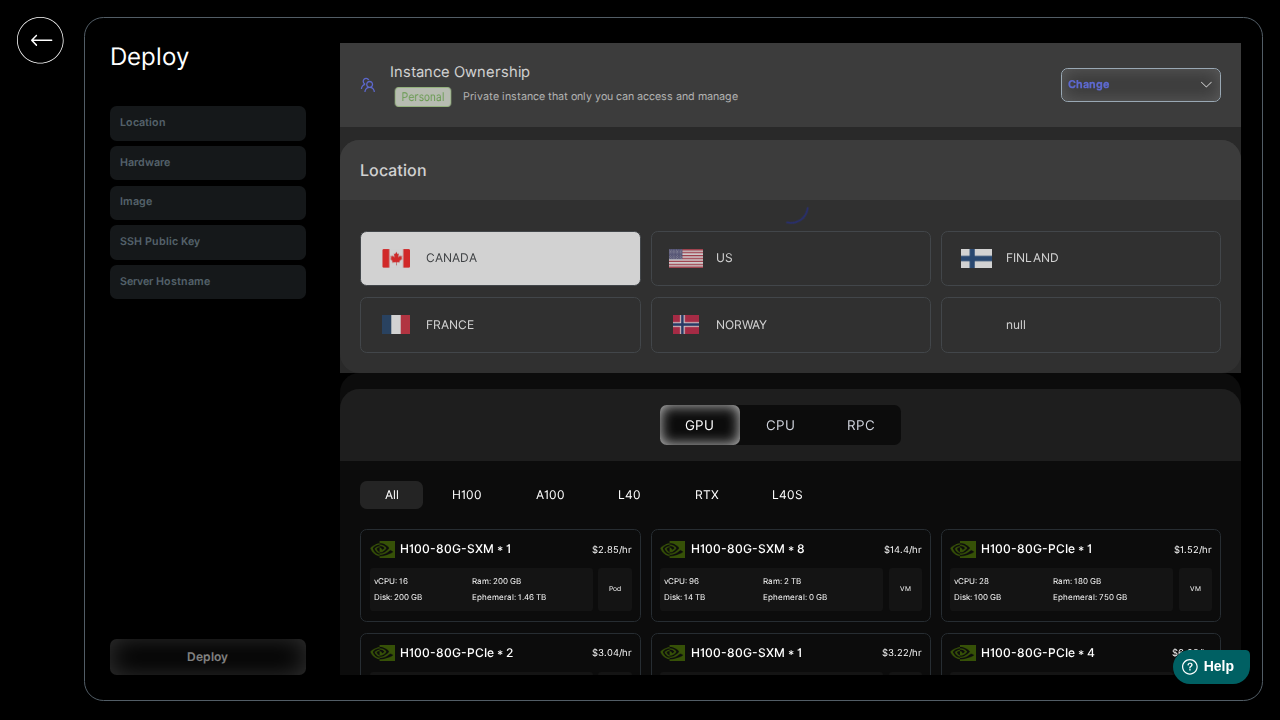 Deploy
Location
Hardware
Image
SSH Public Key
Server Hostname
Deploy
Instance Ownership
Personal Private instance that only you can access and manage
Change
Location
CANADA US FINLAND
FRANCE NORWAY null
GPU CPU RPC
All H100 A100 L40 RTX L40S
H100-80G-SXM * 1 $2.85/hr
vCPU: 16 Ram: 200 GB
Disk: 200 GB Ephemeral: 1.46 TB
Pod
H100-80G-SXM * 8 $14.4/hr
vCPU: 96 Ram: 2 TB
Disk: 14 TB Ephemeral: 0 GB
VM
H100-80G-PCIe * 1 $1.52/hr
vCPU: 28 Ram: 180 GB
Disk: 100 GB Ephemeral: 750 GB
VM
H100-80G-PCIe * 2 $3.04/hr
H100-80G-SXM * 1 $3.22/hr
H100-80G-PCIe * 4
Help